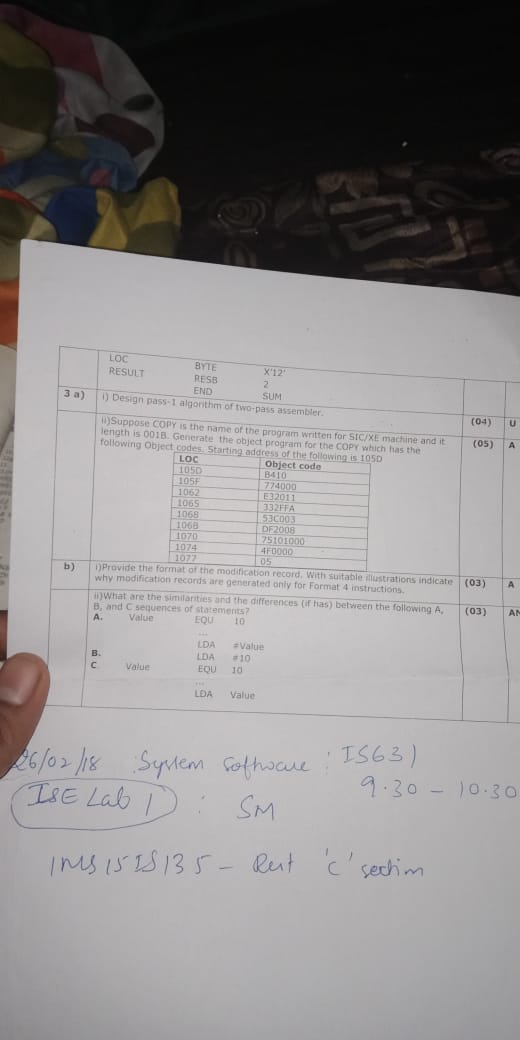 LOC BYTE X'12'
RESULT RESB 2
END SUM
3 a) i) Design pass-1 algorithm of two-pass assembler. (04) U
ii)Suppose COPY is the name of the program written for SIC/XE machine and it (05) A
length is 001B. Generate the object program for the COPY which has the
following Object codes. Starting address of the following is 105D
LOC Object code
105D B410
105F 774000
1062 E32011
1065 332FFA
1068 53C003
106B DF2008
1070 75101000
1074 4F0000
1077 05
b) i)Provide the format of the modification record. With suitable illustrations indicate (03) A
why modification records are generated only for Format 4 instructions.
ii)What are the similarities and the differences (if has) between the following A, (03) AN
B, and C sequences of statements?
A. Value EQU 10
...
LDA #Value
B. LDA #10
C. Value EQU 10
...
LDA Value
26/02/18 System Software : IS631
9.30 - 10.30
ISE Lab 1 : SM
1MS15IS135 - 'C' section